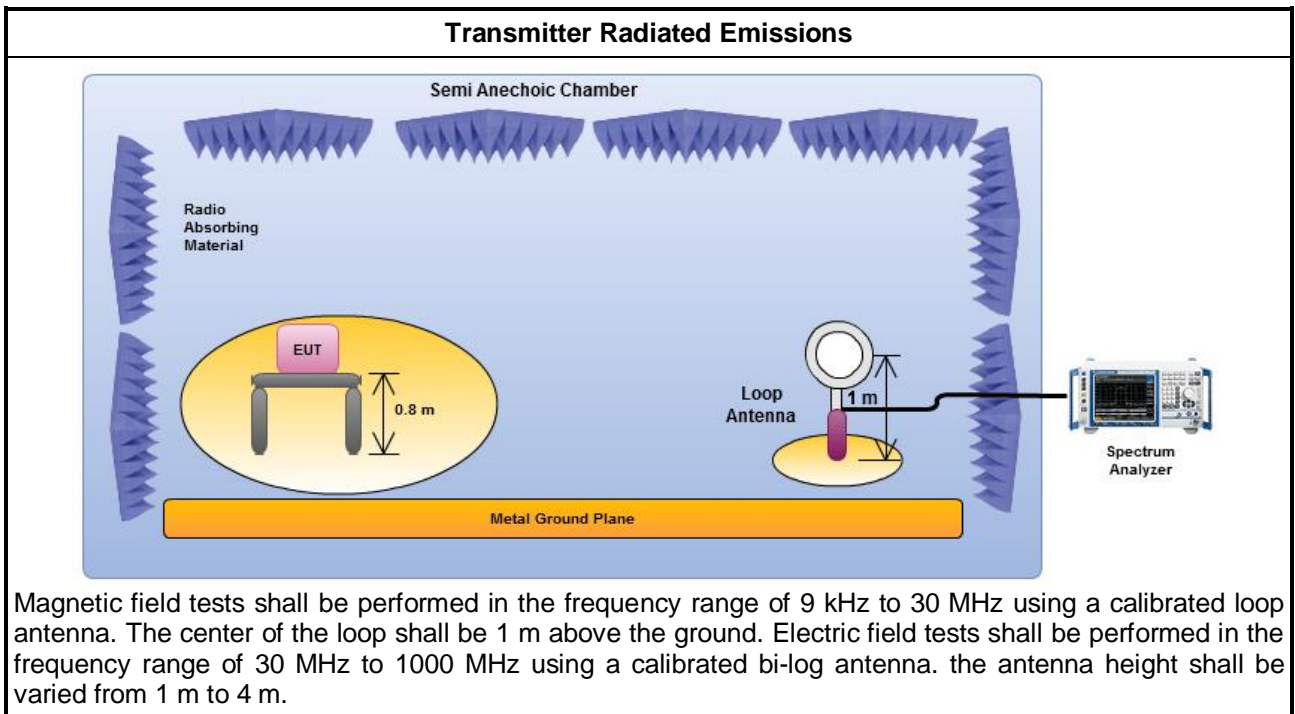 Transmitter Radiated Emissions
Semi Anechoic Chamber
Radio
Absorbing
Material
EUT
0.8 m
Loop
Antenna
1 m
Spectrum
Analyzer
Metal Ground Plane
Magnetic field tests shall be performed in the frequency range of 9 kHz to 30 MHz using a calibrated loop
antenna. The center of the loop shall be 1 m above the ground. Electric field tests shall be performed in the
frequency range of 30 MHz to 1000 MHz using a calibrated bi-log antenna. the antenna height shall be
varied from 1 m to 4 m.